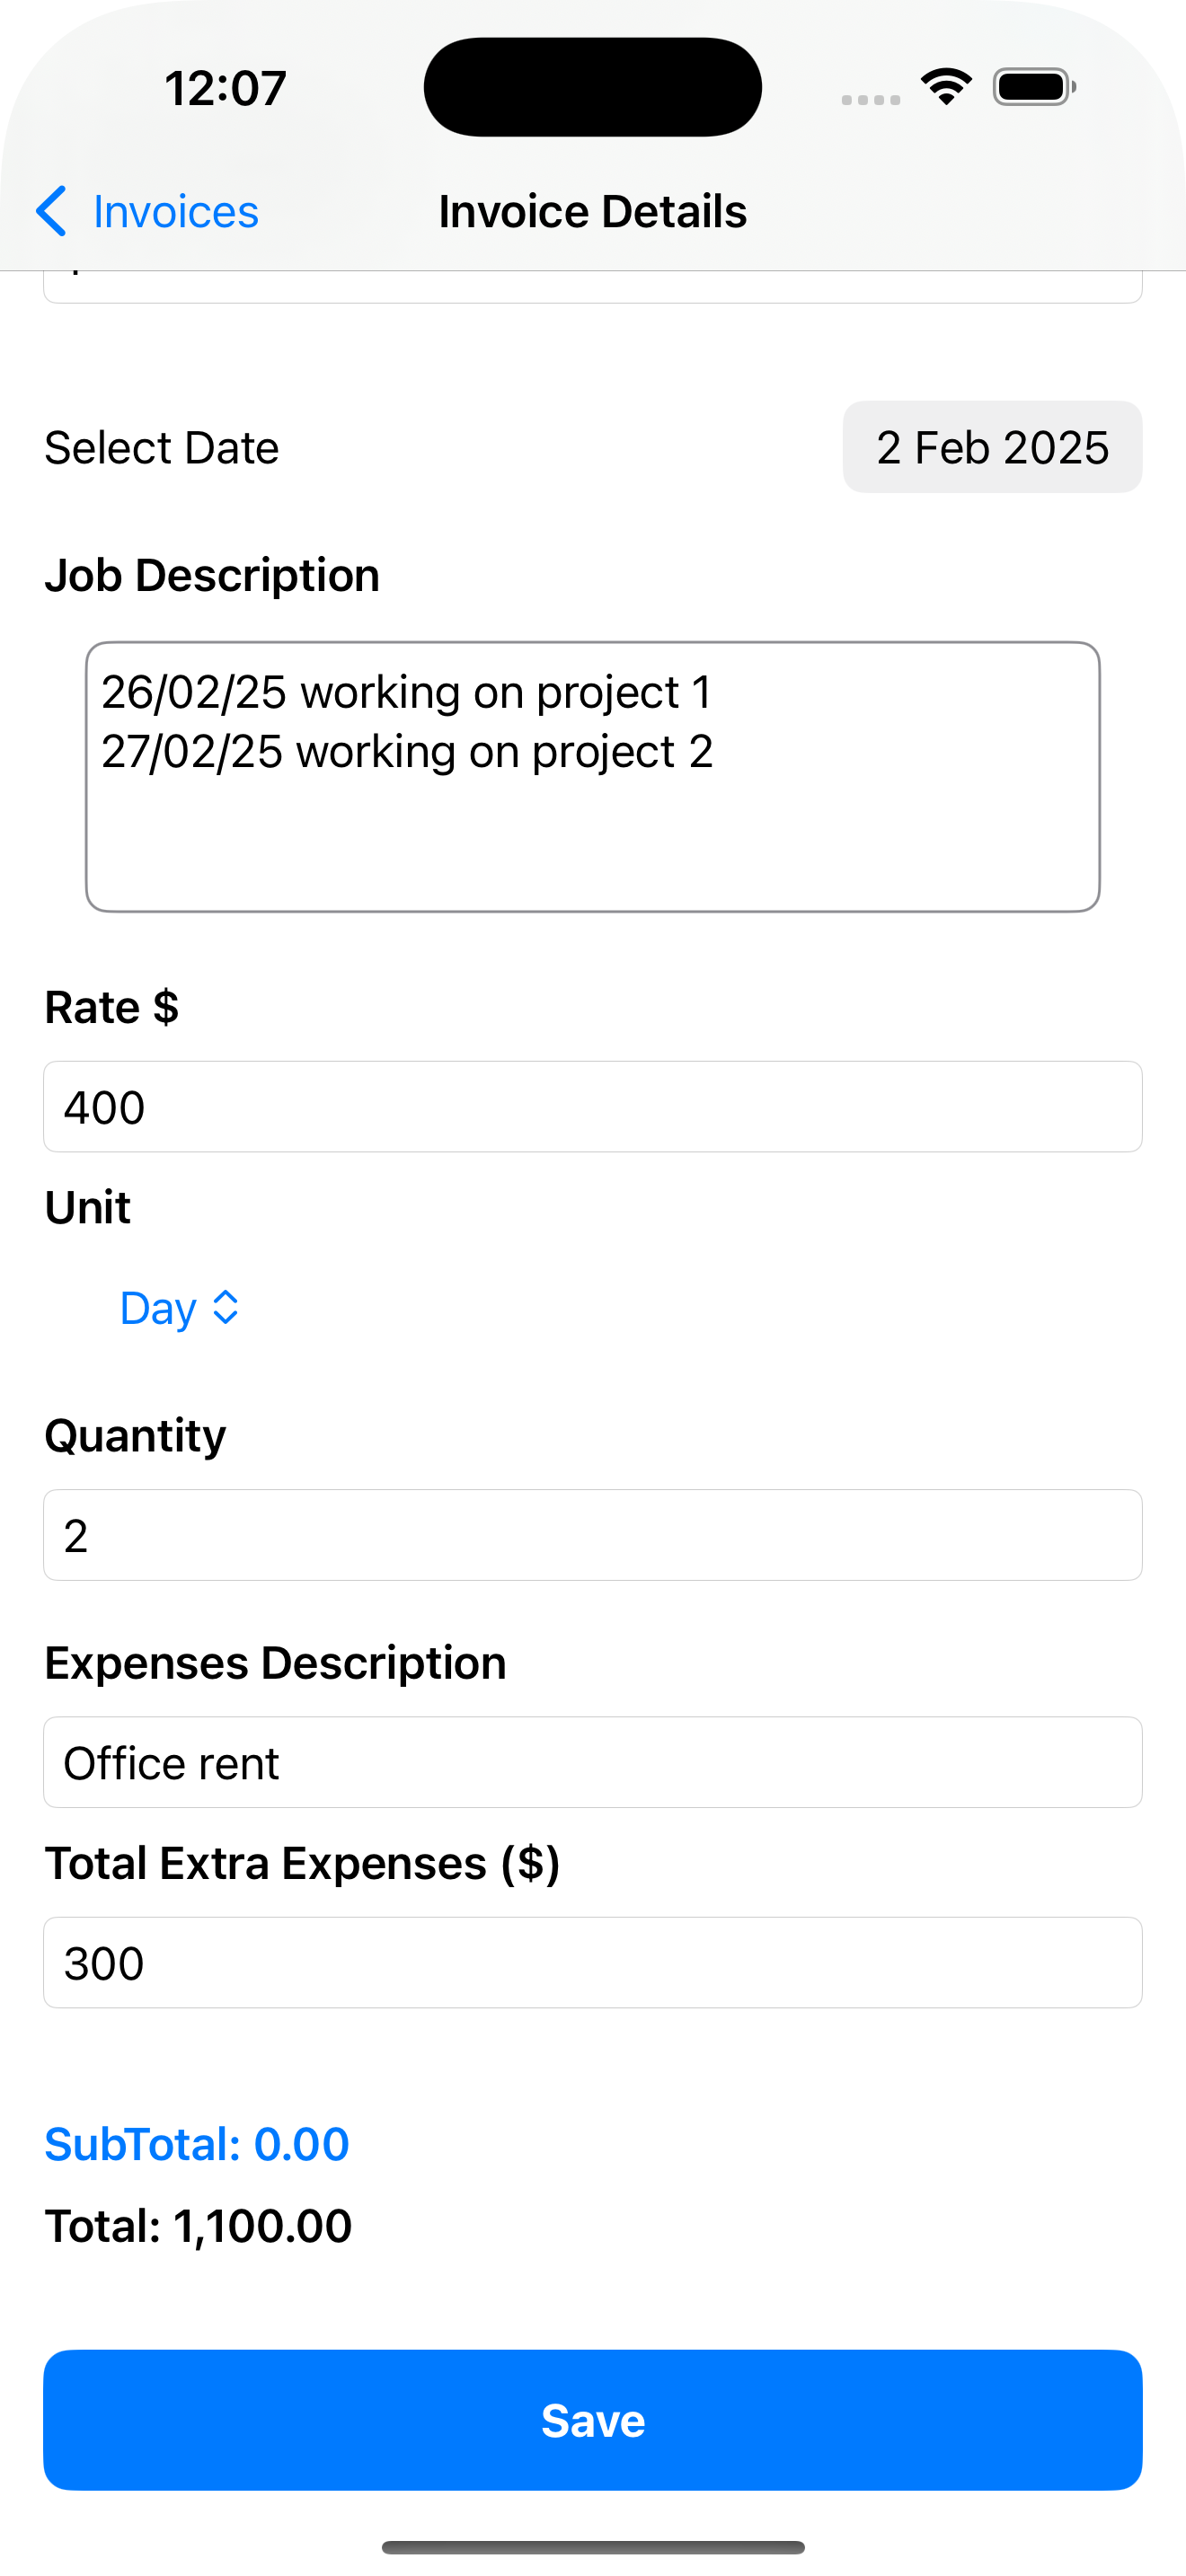 12:07
Invoices
Invoice Details
Select Date
2 Feb 2025
Job Description
26/02/25 working on project 1
27/02/25 working on project 2
Rate $
400
Unit
Day
Quantity
2
Expenses Description
Office rent
Total Extra Expenses ($)
300
SubTotal: 0.00
Total: 1,100.00
Save